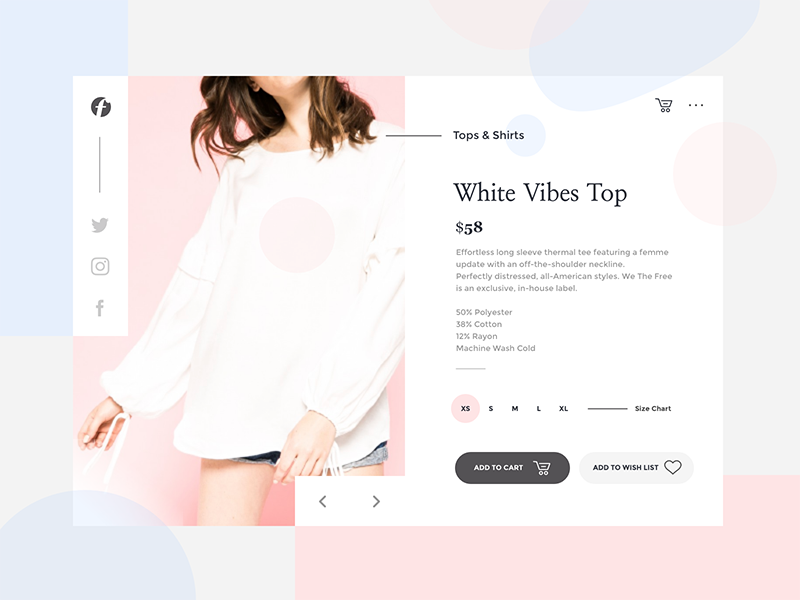 Tops & Shirts
White Vibes Top
$58
Effortless long sleeve thermal tee featuring a femme
update with an off-the-shoulder neckline.
Perfectly distressed, all-American styles. We The Free
is an exclusive, in-house label.
50% Polyester
38% Cotton
12% Rayon
Machine Wash Cold
XS S M L XL Size Chart
ADD TO CART ADD TO WISH LIST